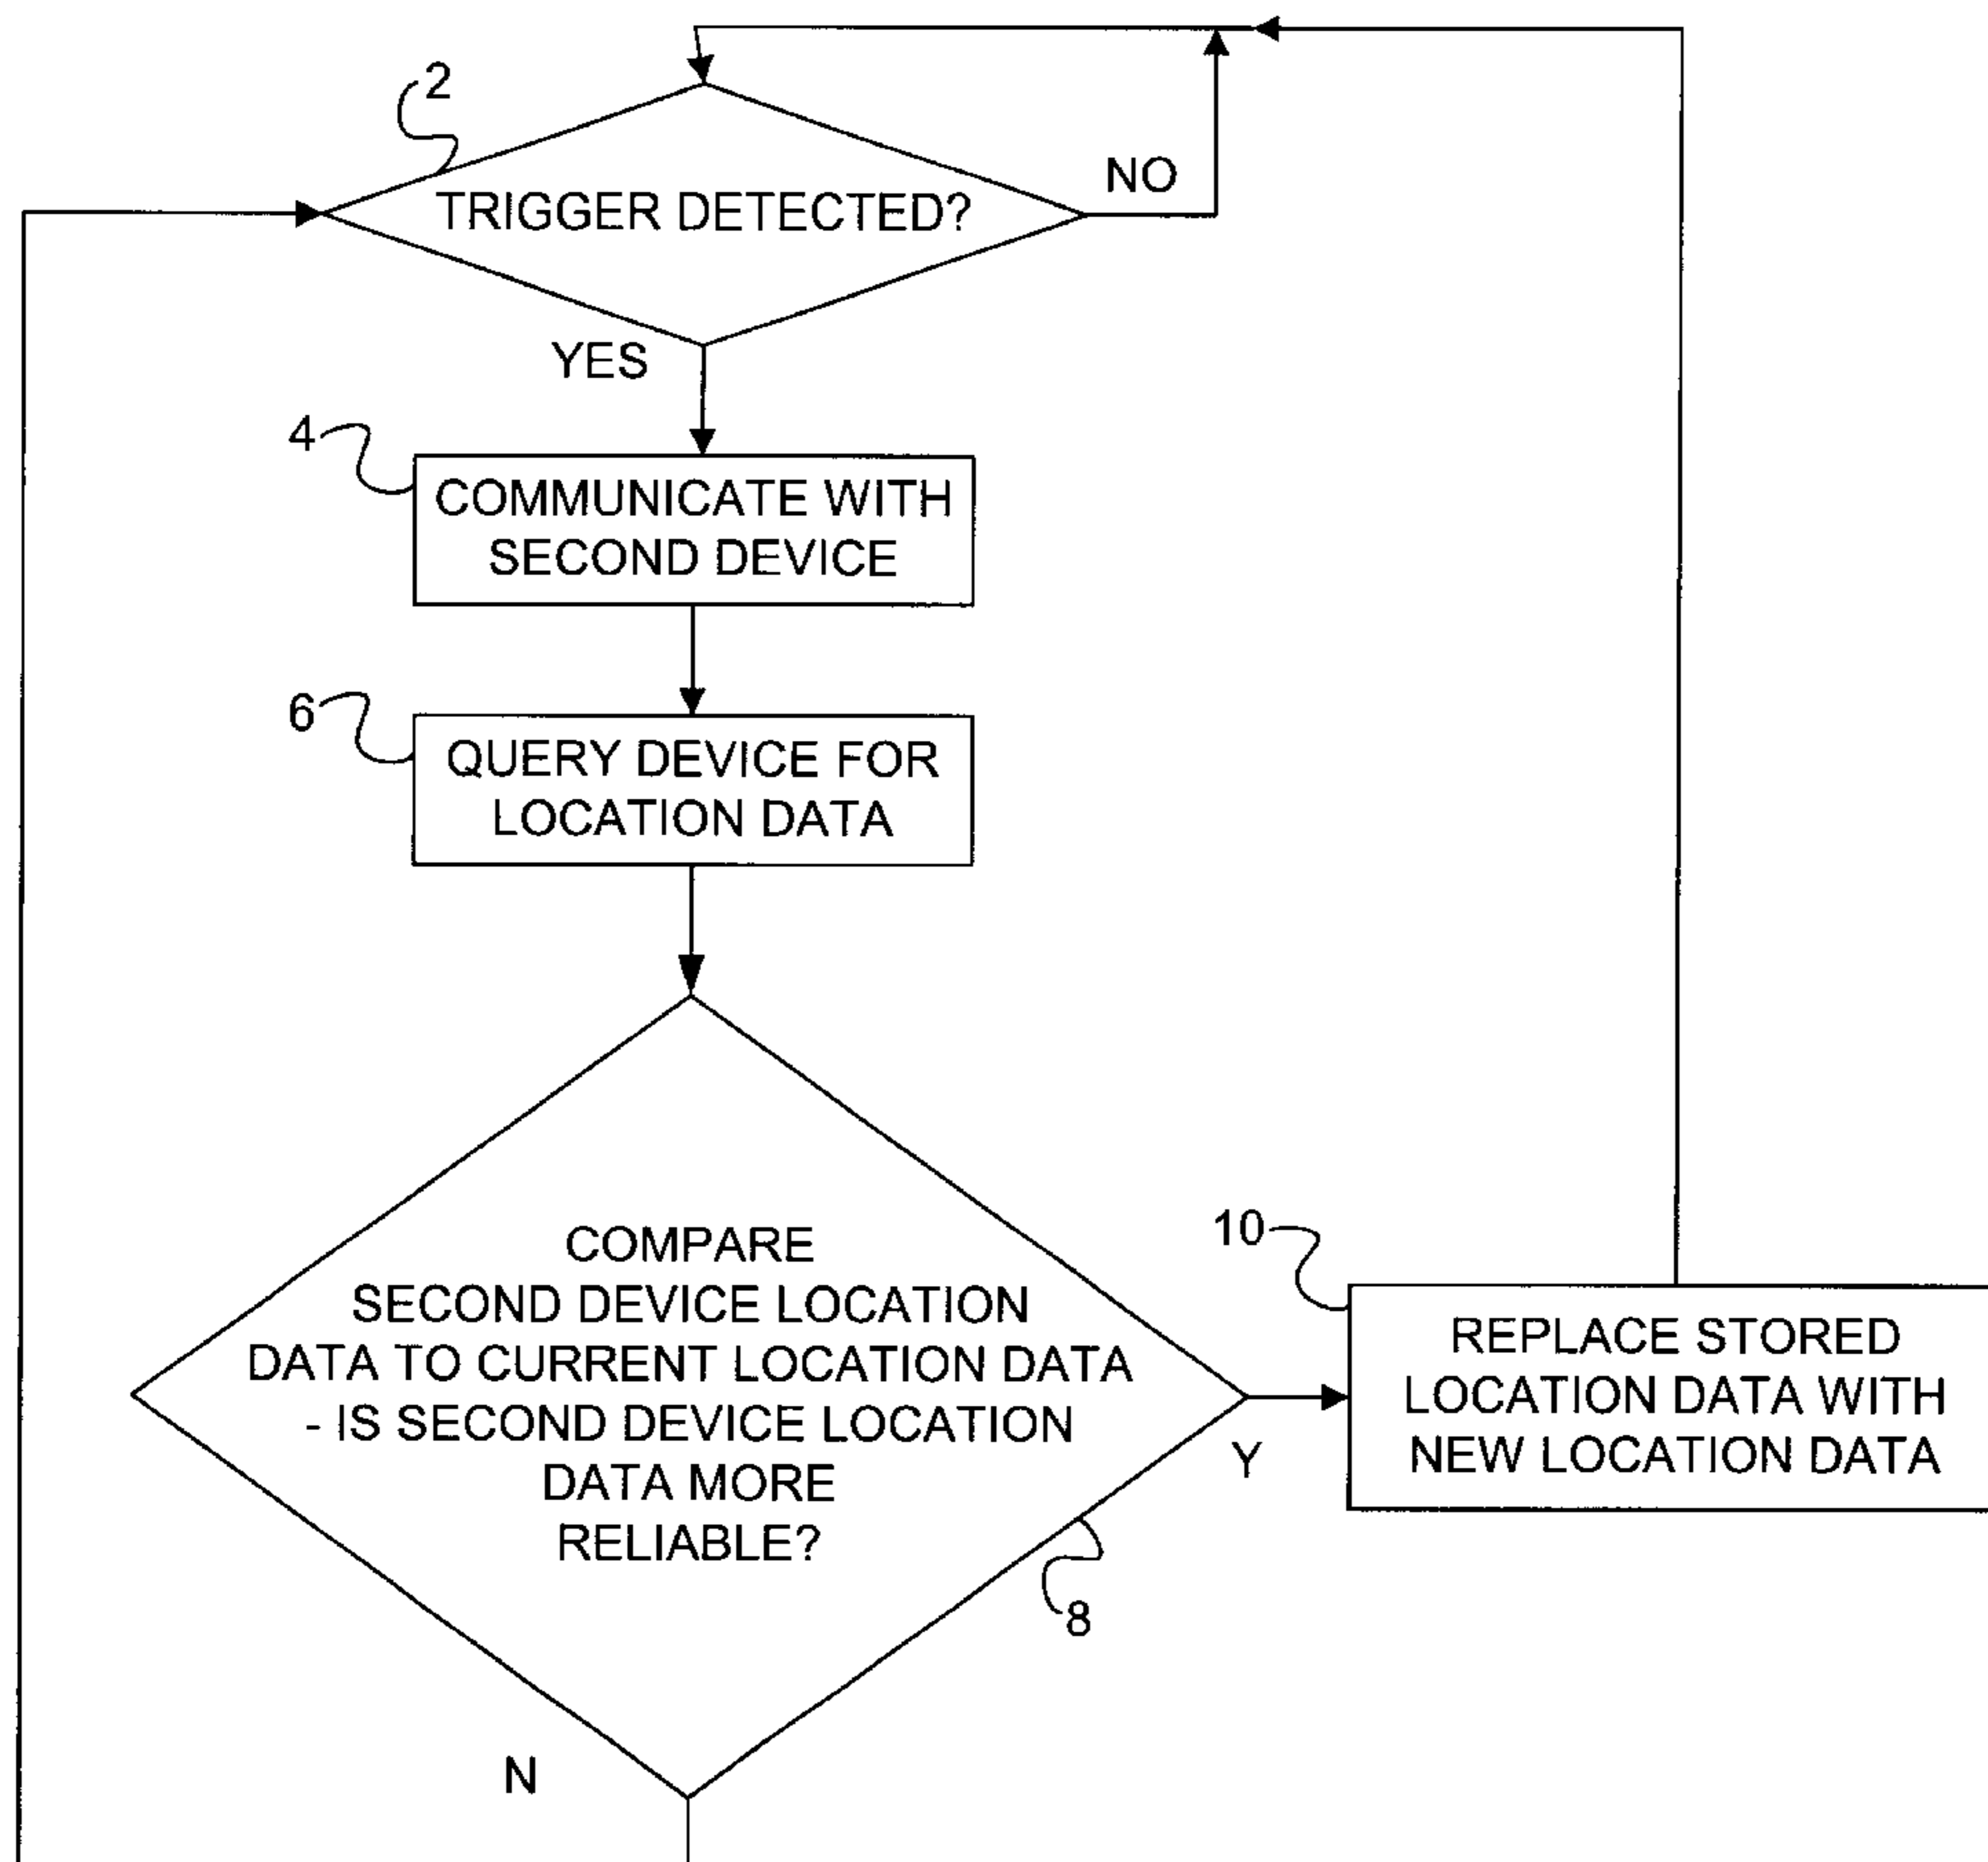 2
TRIGGER DETECTED?
NO
YES
4
COMMUNICATE WITH
SECOND DEVICE
6
QUERY DEVICE FOR
LOCATION DATA
COMPARE
SECOND DEVICE LOCATION
DATA TO CURRENT LOCATION DATA
- IS SECOND DEVICE LOCATION
DATA MORE
RELIABLE?
8
Y
10
REPLACE STORED
LOCATION DATA WITH
NEW LOCATION DATA
N